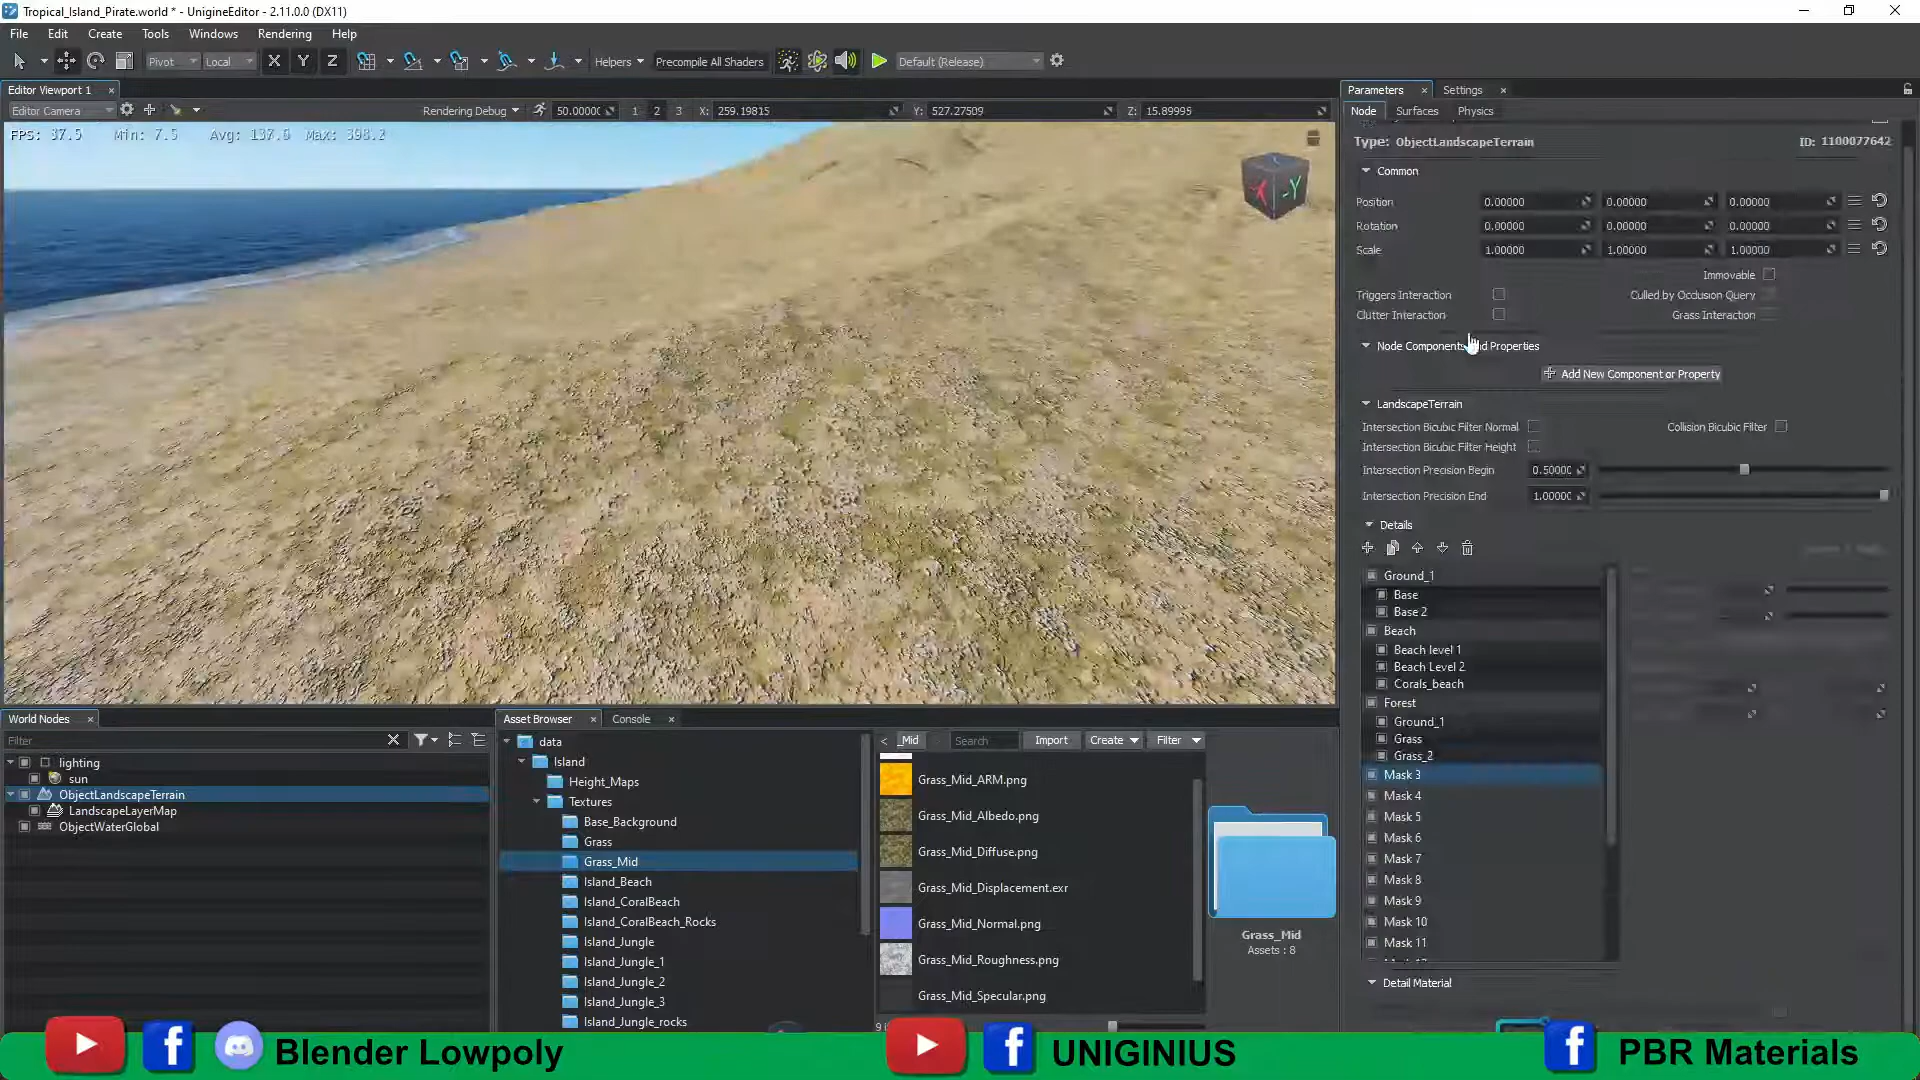 Tropical_Island_Pirate.world * - UnigineEditor - 2.11.0.0 (DX11)
File Edit Create Tools Windows Rendering Help
Pivot Local X Y Z Helpers Precompile All Shaders Default (Release)
Editor Viewport 1
Editor Camera Rendering Debug 50.0000( 1 2 3 X: 259.19815 Y: 527.27509 Z: 15.89995
FPS: 37.5 Min: 7.5 Avg: 137.6 Max: 398.2
X -Y
Parameters Settings
Node Surfaces Physics
Type: ObjectLandscapeTerrain ID: 1100077642
Common
Position 0.00000 0.00000 0.00000
Rotation 0.00000 0.00000 0.00000
Scale 1.00000 1.00000 1.00000
Immovable
Triggers Interaction Culled by Occlusion Query
Clutter Interaction Grass Interaction
Node Components and Properties
Add New Component or Property
LandscapeTerrain
Intersection Bicubic Filter Normal Collision Bicubic Filter
Intersection Bicubic Filter Height
Intersection Precision Begin 0.5000(
Intersection Precision End 1.0000(
Details
Ground_1
Base
Base 2
Beach
Beach level 1
Beach Level 2
Corals_beach
Forest
Ground_1
Grass
Grass_2
Mask 3
Mask 4
Mask 5
Mask 6
Mask 7
Mask 8
Mask 9
Mask 10
Mask 11
Detail Material
World Nodes
Filter
lighting
sun
ObjectLandscapeTerrain
LandscapeLayerMap
ObjectWaterGlobal
Asset Browser Console
data
Island
Height_Maps
Textures
Base_Background
Grass
Grass_Mid
Island_Beach
Island_CoralBeach
Island_CoralBeach_Rocks
Island_Jungle
Island_Jungle_1
Island_Jungle_2
Island_Jungle_3
Island_Jungle_rocks
< _Mid Search Import Create Filter
Grass_Mid_ARM.png
Grass_Mid_Albedo.png
Grass_Mid_Diffuse.png
Grass_Mid_Displacement.exr
Grass_Mid_Normal.png
Grass_Mid_Roughness.png
Grass_Mid_Specular.png
Grass_Mid
Assets : 8
Blender Lowpoly UNIGINIUS PBR Materials